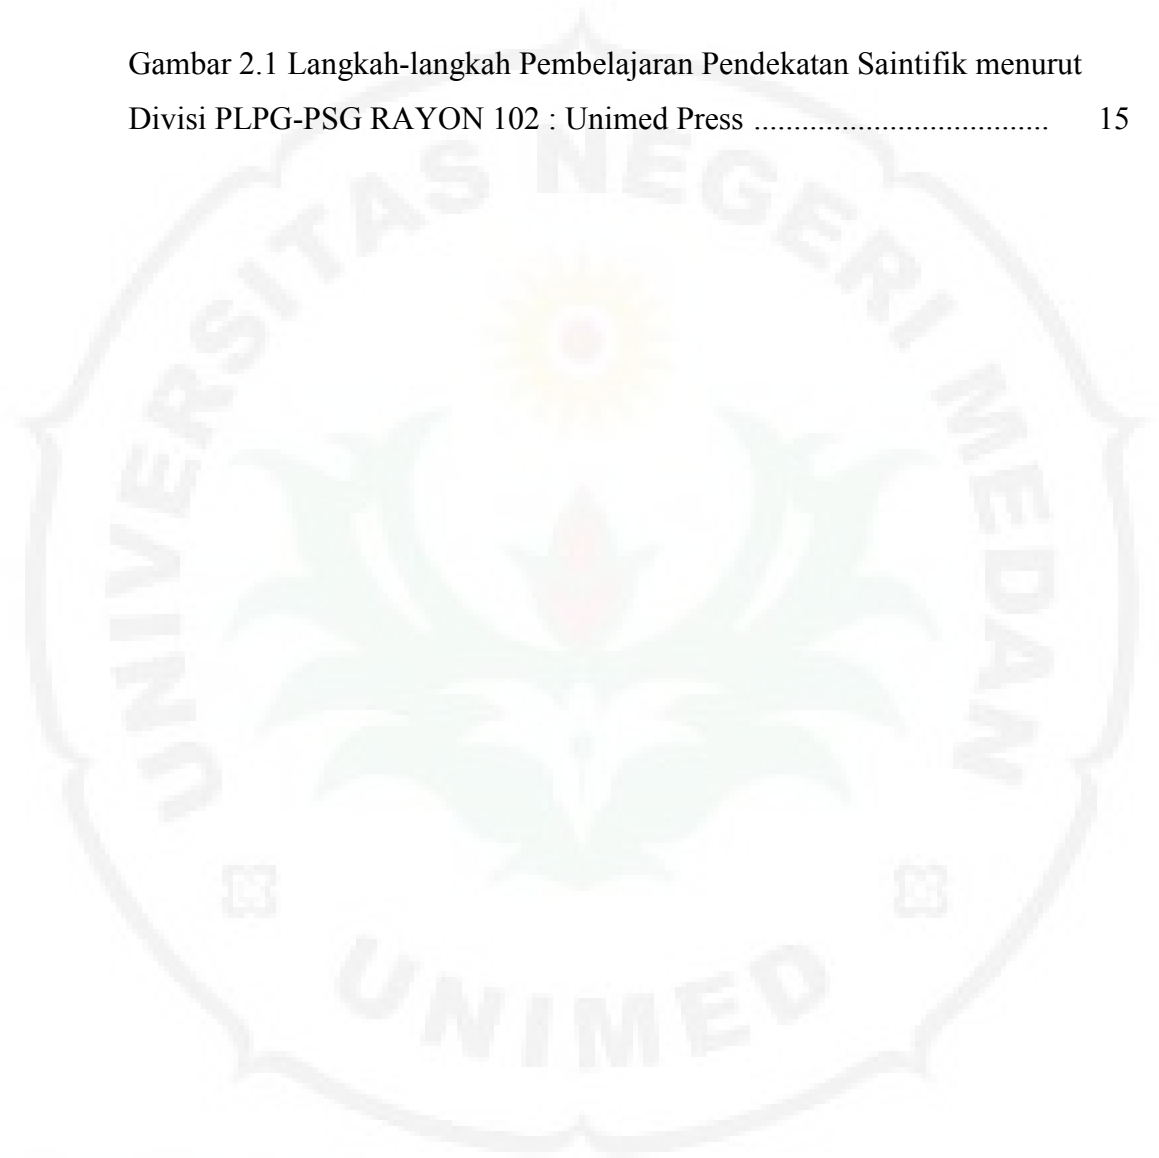 Gambar 2.1 Langkah-langkah Pembelajaran Pendekatan Saintifik menurut
Divisi PLPG-PSG RAYON 102 : Unimed Press ..................................... 15
UNIVERSITAS NEGERI MEDAN
UNIMED